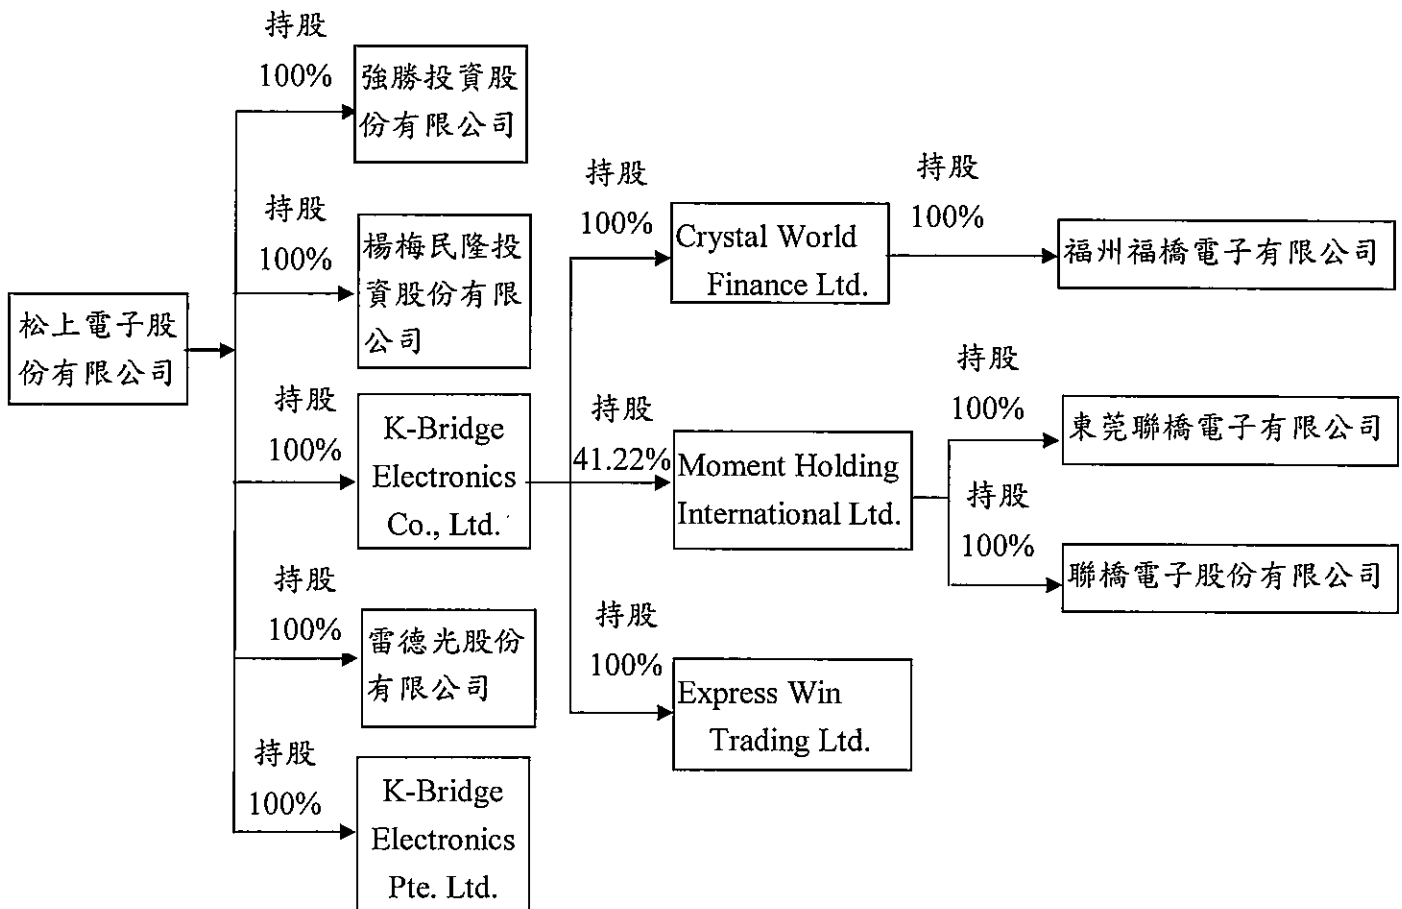 持股
100%
強勝投資股
份有限公司
持股
100%
楊梅民隆投
資股份有限
公司
松上電子股
份有限公司
持股
100%
K-Bridge
Electronics
Co., Ltd.
持股
100%
雷德光股份
有限公司
持股
100%
K-Bridge
Electronics
Pte. Ltd.
持股
100%
Crystal World
Finance Ltd.
持股
100%
福州福橋電子有限公司
持股
41.22%
Moment Holding
International Ltd.
持股
100%
東莞聯橋電子有限公司
持股
100%
聯橋電子股份有限公司
持股
100%
Express Win
Trading Ltd.